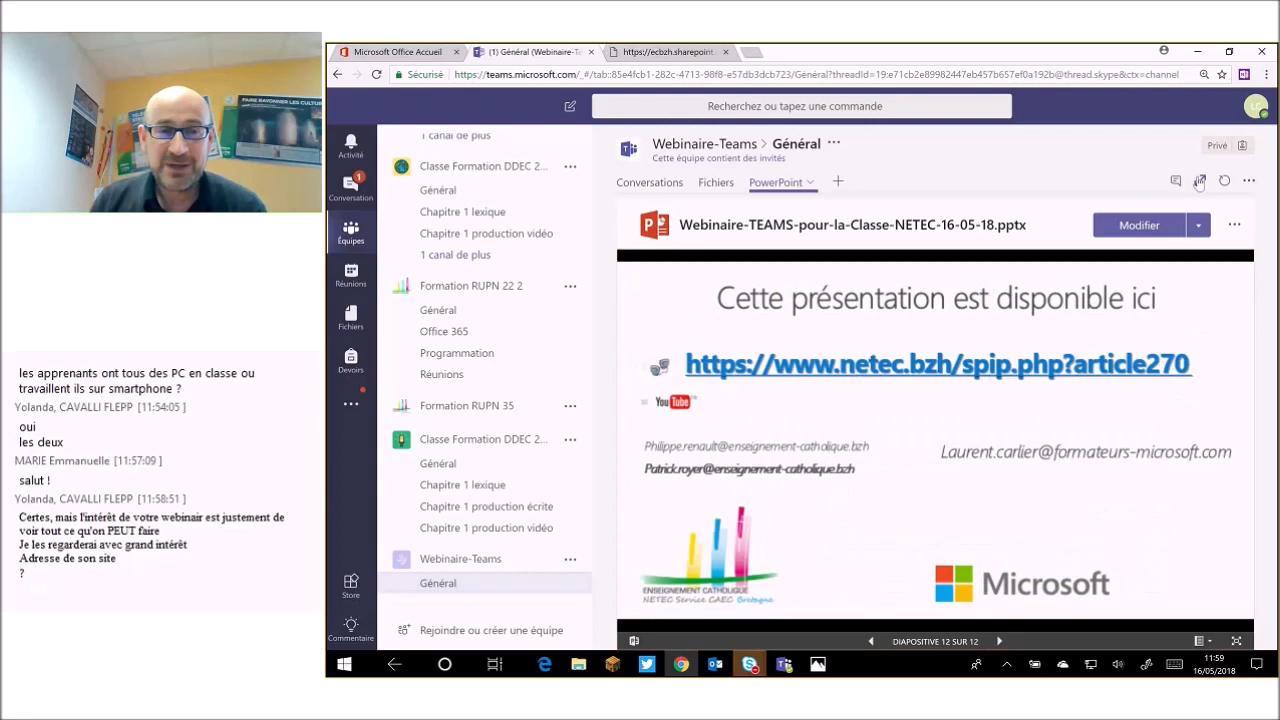 FAIRE RAYONNER LES CULTURES
les apprenants ont tous des PC en classe ou
travaillent ils sur smartphone ?
Yolanda, CAVALLI FLEPP [11:54:05 ]
oui
les deux
MARIE Emmanuelle [11:57:09 ]
salut !
Yolanda, CAVALLI FLEPP [11:58:51 ]
Certes, mais l'intérêt de votre webinair est justement de
voir tout ce qu'on PEUT faire
Je les regarderai avec grand intérêt
Adresse de son site
?
Microsoft Office Accueil
(1) Général (Webinaire-Te
https://ecbzh.sharepoint.
Sécurisé
https://teams.microsoft.com/_#/tab:85e4fcb1-282c-4713-98f8-e57db3dcb723/Général?threadId=19:e71cb2e89982447eb457b657ef0a192b@thread.skype&ctx=channel
Recherchez ou tapez une commande
LC
Activité
1
Conversation
Équipes
Réunions
Fichiers
Devoirs
Store
Commentaire
1 canal de plus
Classe Formation DDEC 2...
Général
Chapitre 1 lexique
Chapitre 1 production vidéo
1 canal de plus
Formation RUPN 22 2
Général
Office 365
Programmation
Réunions
Formation RUPN 35
Classe Formation DDEC 2...
Général
Chapitre 1 lexique
Chapitre 1 production écrite
Chapitre 1 production vidéo
Webinaire-Teams
Général
Rejoindre ou créer une équipe
Webinaire-Teams > Général ...
Cette équipe contient des invités
Privé
Conversations Fichiers PowerPoint +
Webinaire-TEAMS-pour-la-Classe-NETEC-16-05-18.pptx
Modifier
Cette présentation est disponible ici
https://www.netec.bzh/spip.php?article270
YouTube
Philippe.renault@enseignement-catholique.bzh
Patrick.royer@enseignement-catholique.bzh
Laurent.carlier@formateurs-microsoft.com
ENSEIGNEMENT CATHOLIQUE
NETEC Service CAEC Bretagne
Microsoft
DIAPOSITIVE 12 SUR 12
11:59
16/05/2018